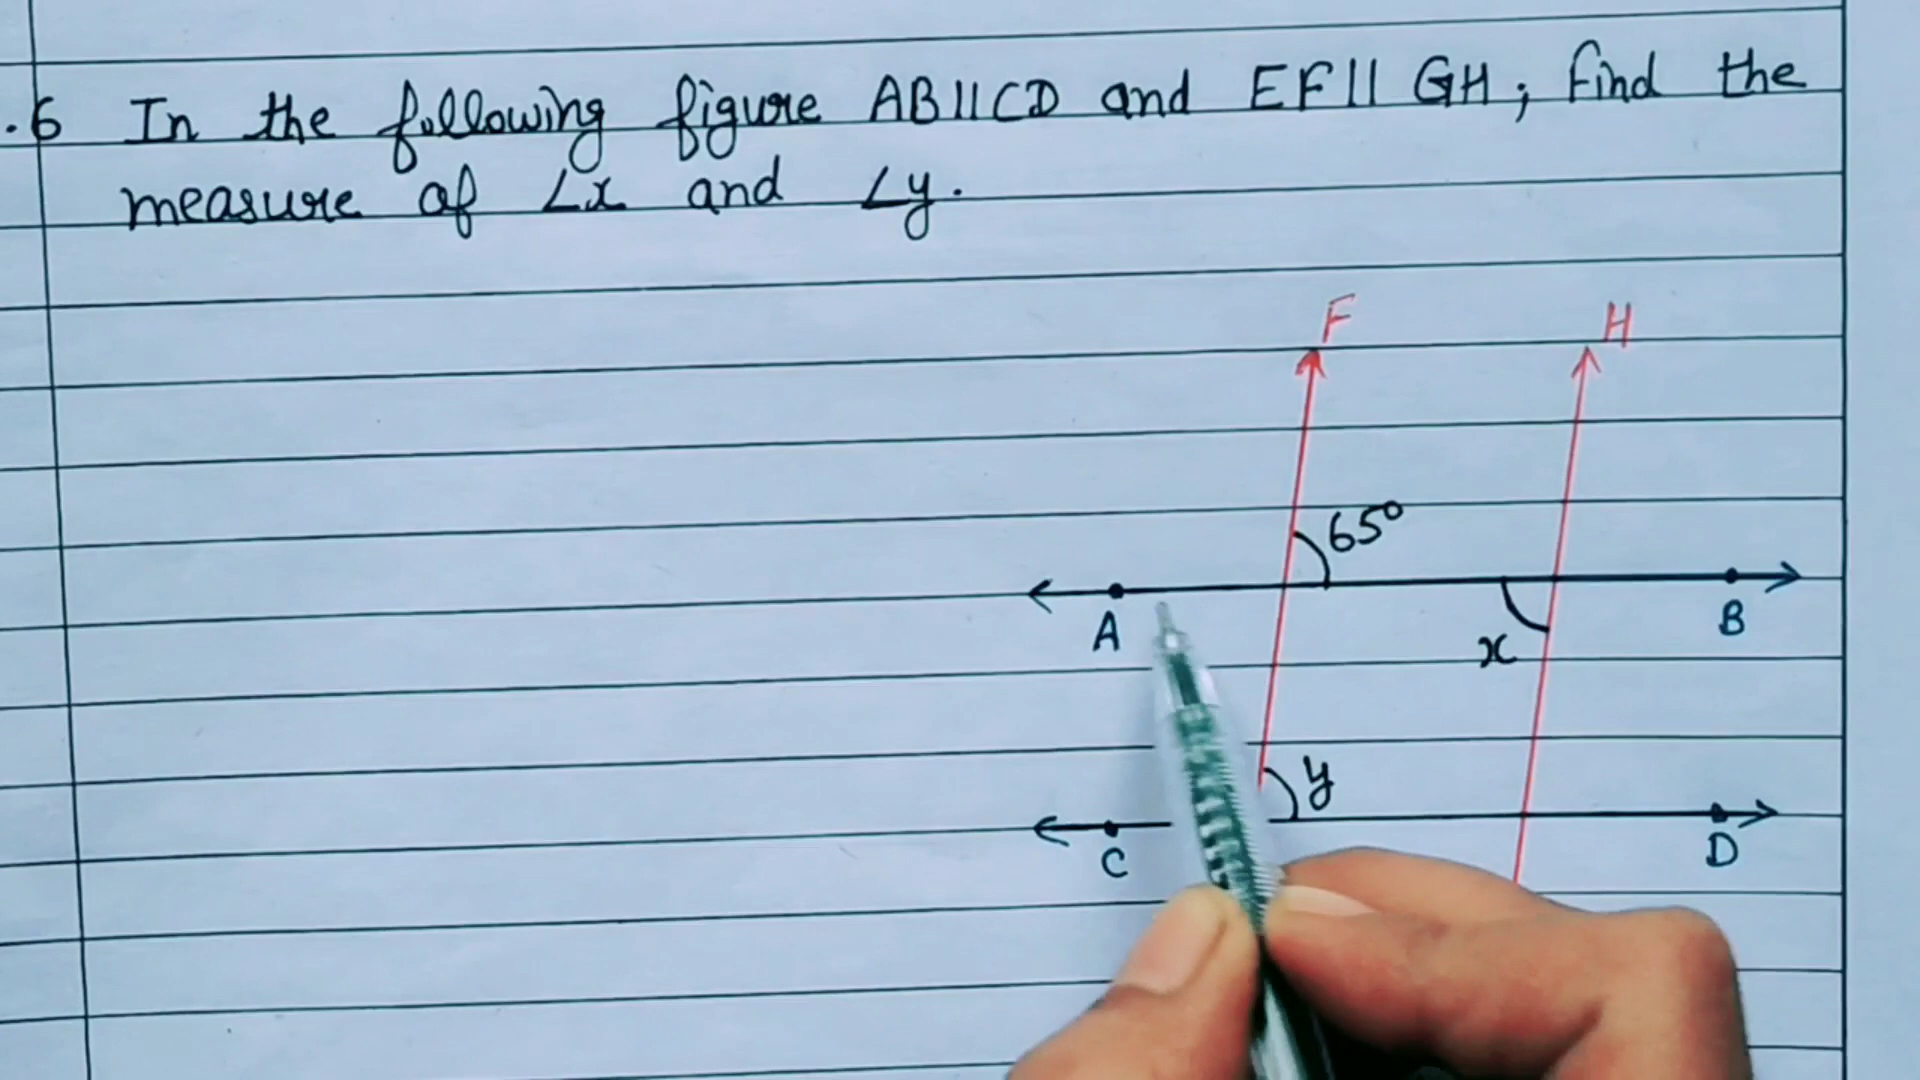 .6 In the following figure AB||CD and EF|| GH; find the
measure of ∠x and ∠y.
F
H
65°
A
B
x
y
C
D